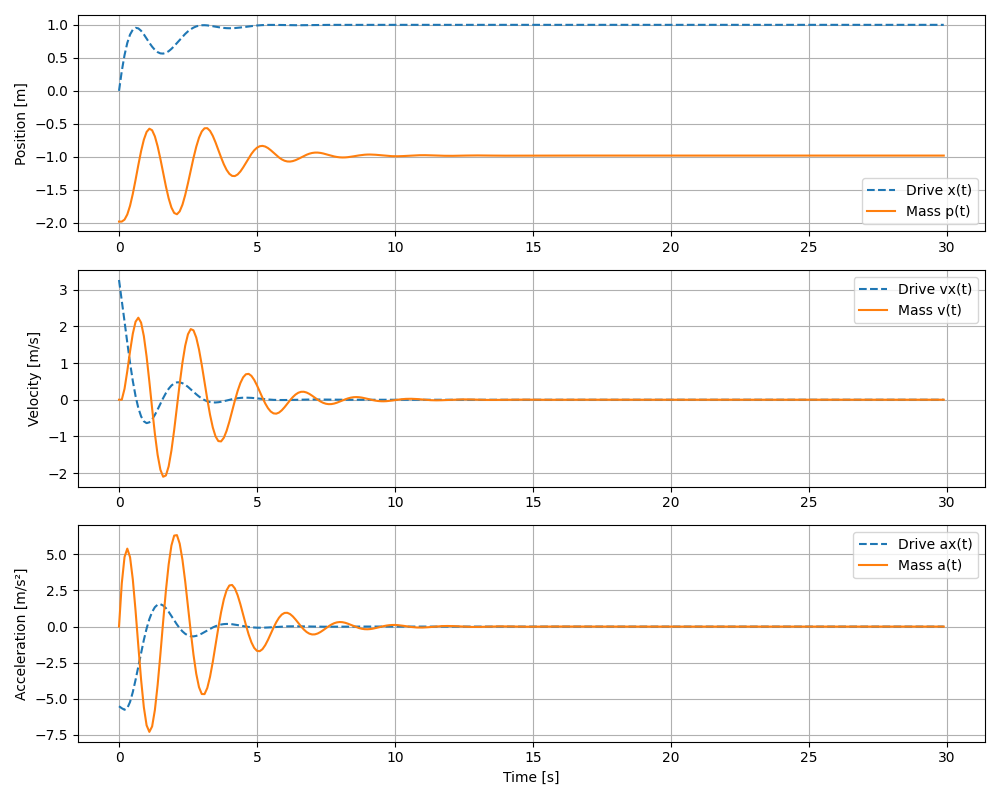 1.0
0.5
0.0
−0.5
−1.0
−1.5
−2.0
Position [m]
Drive x(t)
Mass p(t)
0 5 10 15 20 25 30
3
2
1
0
−1
−2
Velocity [m/s]
Drive vx(t)
Mass v(t)
0 5 10 15 20 25 30
5.0
2.5
0.0
−2.5
−5.0
−7.5
Acceleration [m/s²]
Drive ax(t)
Mass a(t)
0 5 10 15 20 25 30
Time [s]